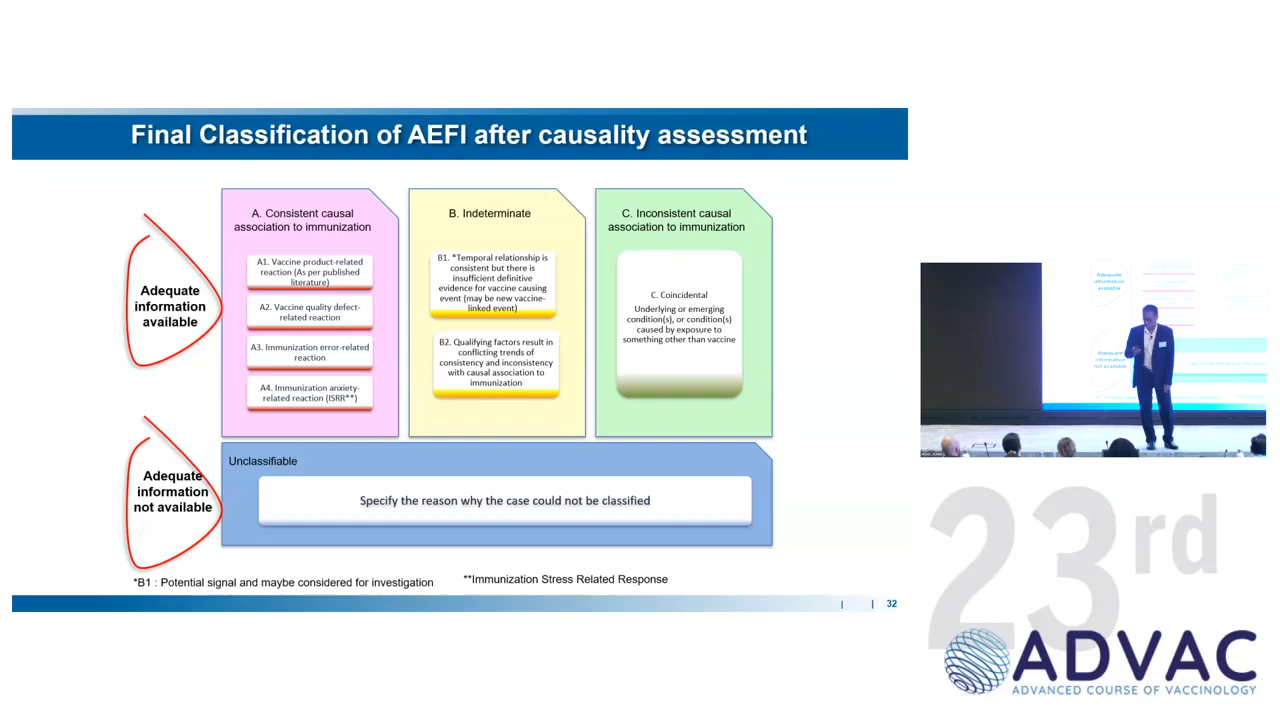 Final Classification of AEFI after causality assessment
Adequate
information
available
A. Consistent causal
association to immunization
A1. Vaccine product-related
reaction (As per published
literature)
A2. Vaccine quality defect-
related reaction
A3. Immunization error-related
reaction
A4. Immunization anxiety-
related reaction (ISRR**)
B. Indeterminate
B1. *Temporal relationship is
consistent but there is
insufficient definitive
evidence for vaccine causing
event (may be new vaccine-
linked event)
B2. Qualifying factors result in
conflicting trends of
consistency and inconsistency
with causal association to
immunization
C. Inconsistent causal
association to immunization
C. Coincidental
Underlying or emerging
condition(s), or condition(s)
caused by exposure to
something other than vaccine
Adequate
information
not available
Unclassifiable
Specify the reason why the case could not be classified
*B1 : Potential signal and maybe considered for investigation
**Immunization Stress Related Response
| | 32
Adequate
information
available
Adequate
information
not available
23rd
ADVAC
ADVANCED COURSE OF VACCINOLOGY